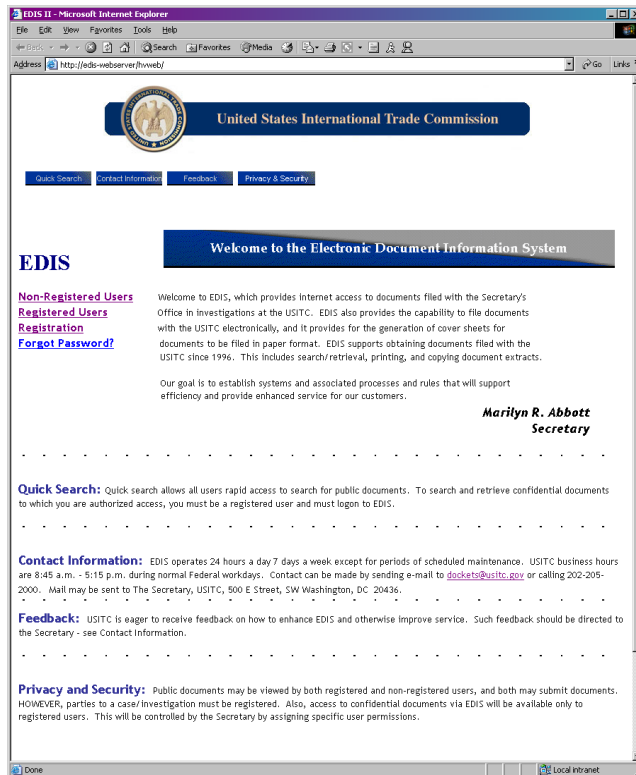 EDIS II - Microsoft Internet Explorer
File Edit View Favorites Tools Help
Back Search Favorites Media
Address http://edis-webserver/hvweb/ Go Links
United States International Trade Commission
Quick Search Contact Information Feedback Privacy & Security
Welcome to the Electronic Document Information System
EDIS
Non-Registered Users
Registered Users
Registration
Forgot Password?
Welcome to EDIS, which provides internet access to documents filed with the Secretary's
Office in investigations at the USITC. EDIS also provides the capability to file documents
with the USITC electronically, and it provides for the generation of cover sheets for
documents to be filed in paper format. EDIS supports obtaining documents filed with the
USITC since 1996. This includes search/retrieval, printing, and copying document extracts.
Our goal is to establish systems and associated processes and rules that will support
efficiency and provide enhanced service for our customers.
Marilyn R. Abbott
Secretary
Quick Search: Quick search allows all users rapid access to search for public documents. To search and retrieve confidential documents
to which you are authorized access, you must be a registered user and must logon to EDIS.
Contact Information: EDIS operates 24 hours a day 7 days a week except for periods of scheduled maintenance. USITC business hours
are 8:45 a.m. - 5:15 p.m. during normal Federal workdays. Contact can be made by sending e-mail to dockets@usitc.gov or calling 202-205-
2000. Mail may be sent to The Secretary, USITC, 500 E Street, SW Washington, DC 20436.
Feedback: USITC is eager to receive feedback on how to enhance EDIS and otherwise improve service. Such feedback should be directed to
the Secretary - see Contact Information.
Privacy and Security: Public documents may be viewed by both registered and non-registered users, and both may submit documents.
HOWEVER, parties to a case/investigation must be registered. Also, access to confidential documents via EDIS will be available only to
registered users. This will be controlled by the Secretary by assigning specific user permissions.
Done Local intranet